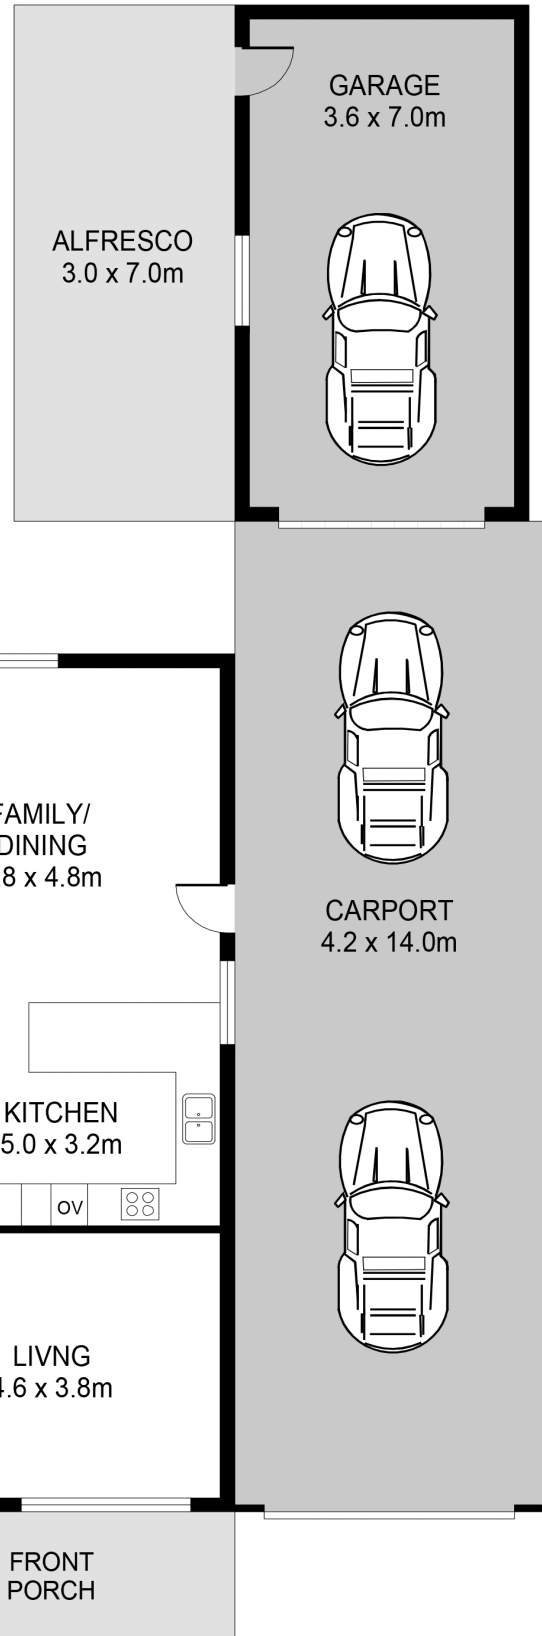 GARAGE
3.6 x 7.0m
ALFRESCO
3.0 x 7.0m
FAMILY/
DINING
.8 x 4.8m
CARPORT
4.2 x 14.0m
KITCHEN
5.0 x 3.2m
OV
LIVNG
4.6 x 3.8m
FRONT
PORCH